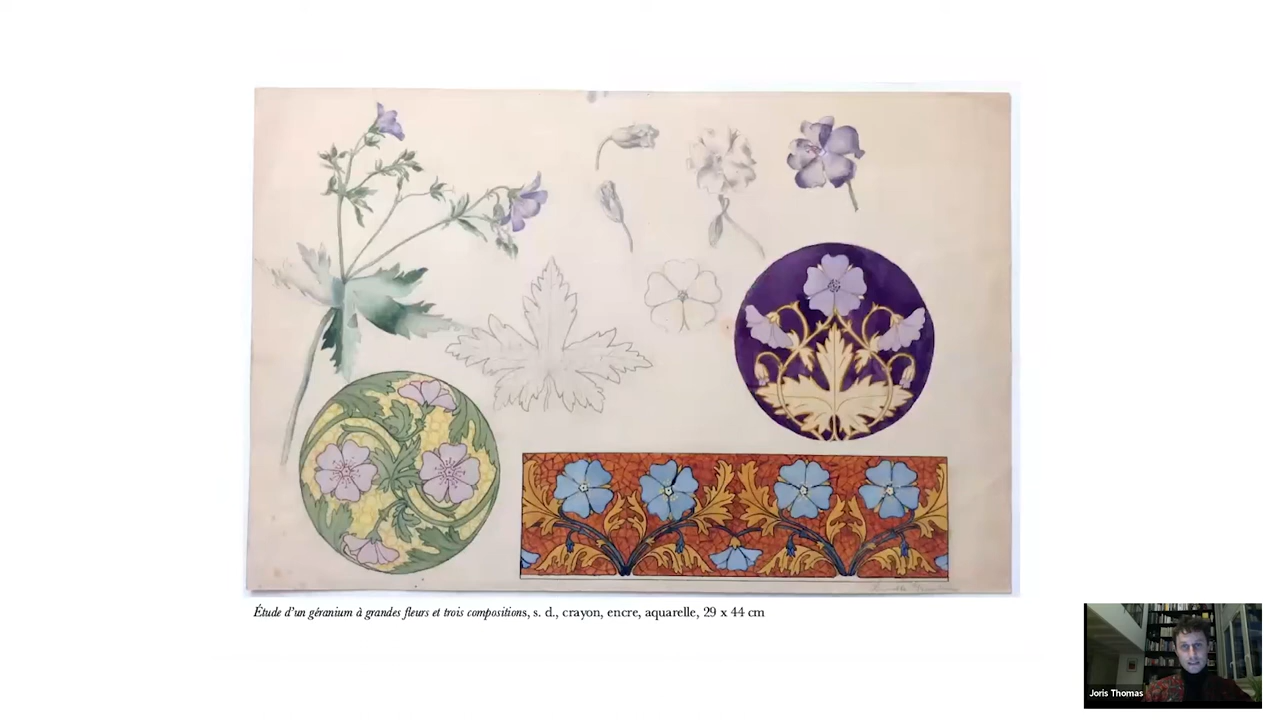 Étude d'un géranium à grandes fleurs et trois compositions, s. d., crayon, encre, aquarelle, 29 x 44 cm
Joris Thomas